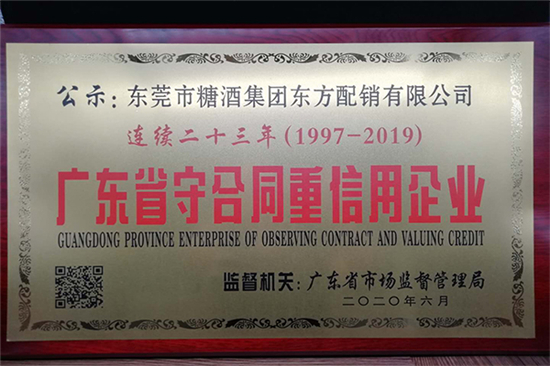 公示：东莞市糖酒集团东方配销有限公司
连续二十三年(1997-2019)
广东省守合同重信用企业
GUANGDONG PROVINCE ENTERPRISE OF OBSERVING CONTRACT AND VALUING CREDIT
监督机关：广东省市场监督管理局
二〇二〇年六月